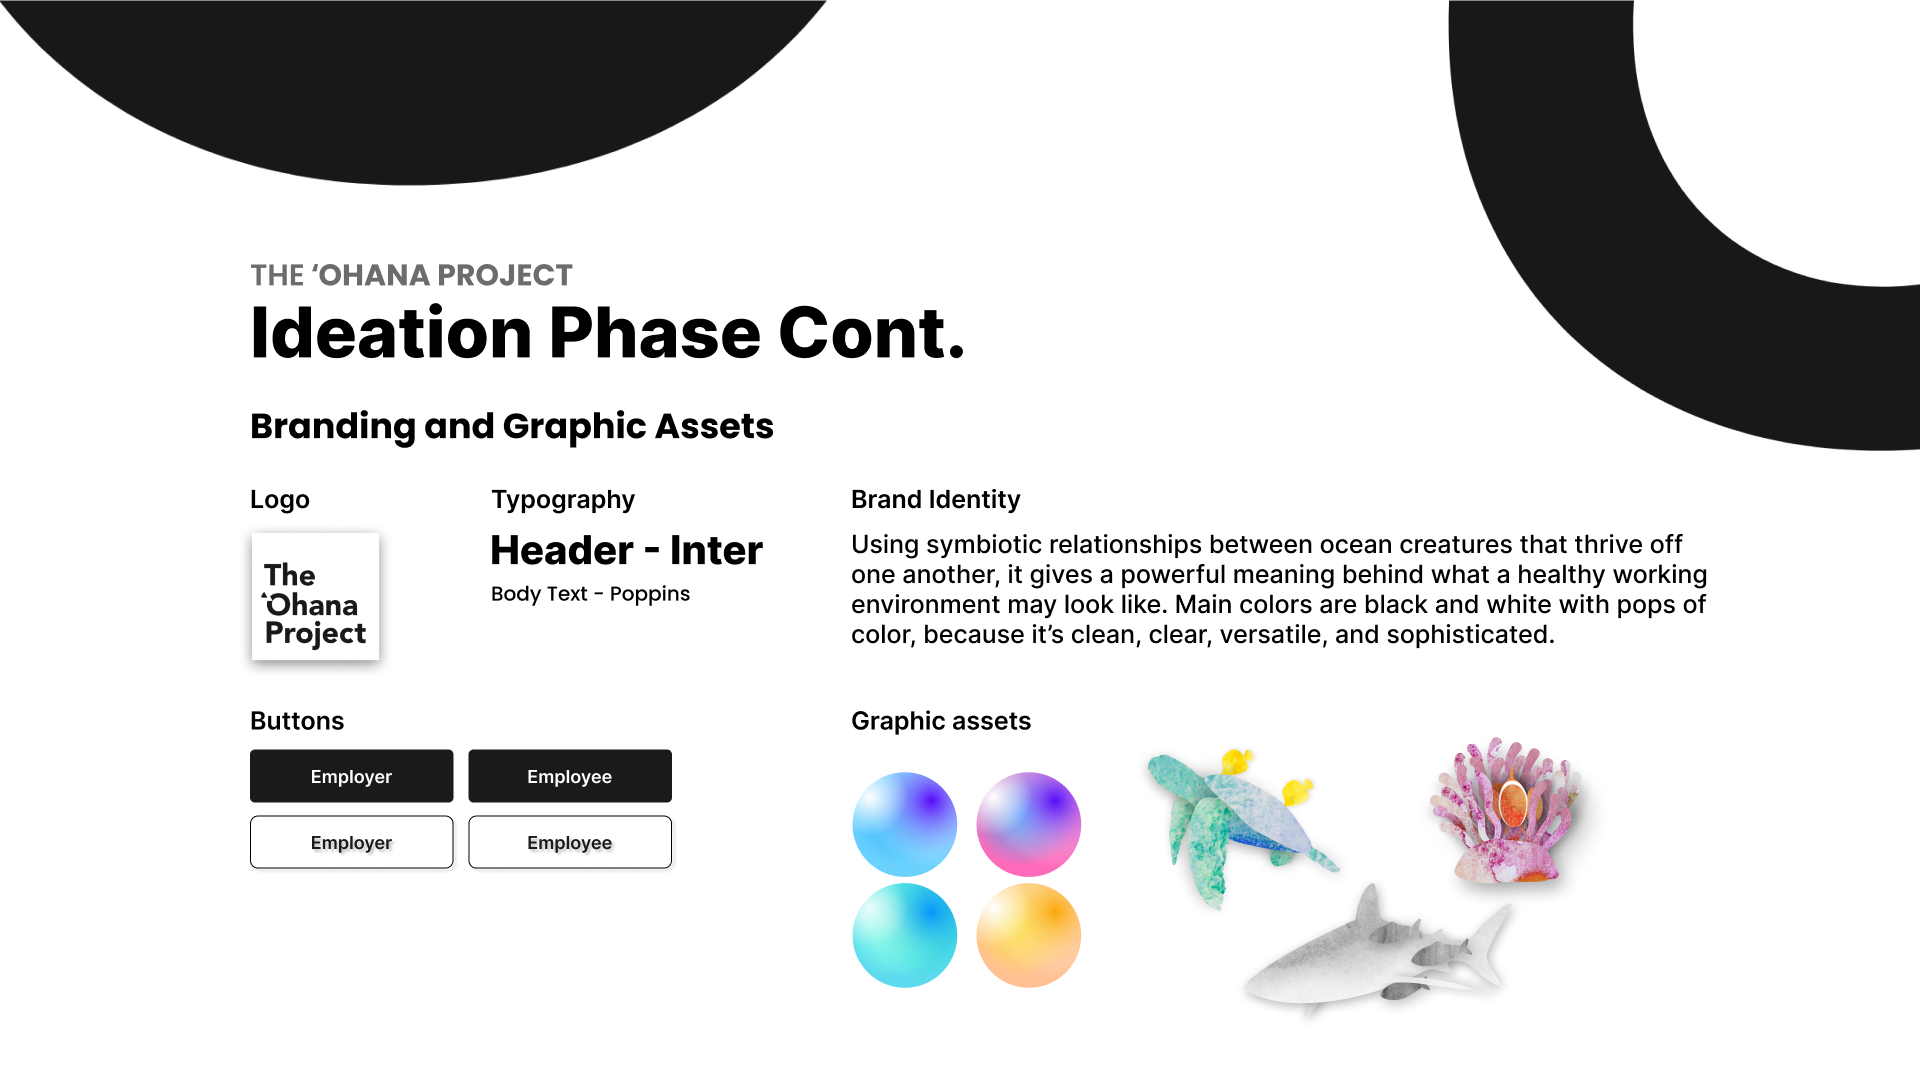 THE ‘OHANA PROJECT
Ideation Phase Cont.
Branding and Graphic Assets
Logo
The
‘Ohana
Project
Typography
Header - Inter
Body Text - Poppins
Brand Identity
Using symbiotic relationships between ocean creatures that thrive off
one another, it gives a powerful meaning behind what a healthy working
environment may look like. Main colors are black and white with pops of
color, because it’s clean, clear, versatile, and sophisticated.
Buttons
Employer
Employee
Employer
Employee
Graphic assets